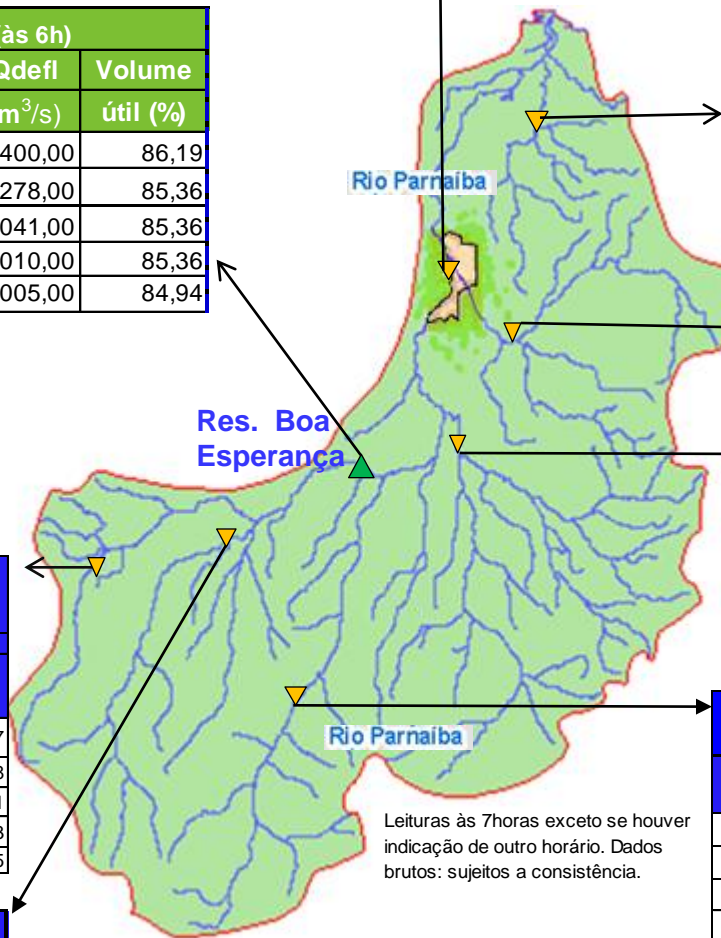 às 6h)
Qdefl Volume
m³/s) útil (%)
400,00 86,19
278,00 85,36
041,00 85,36
010,00 85,36
005,00 84,94
Rio Parnaíba
Res. Boa
Esperança
Rio Parnaíba
Leituras às 7horas exceto se houver
indicação de outro horário. Dados
brutos: sujeitos a consistência.